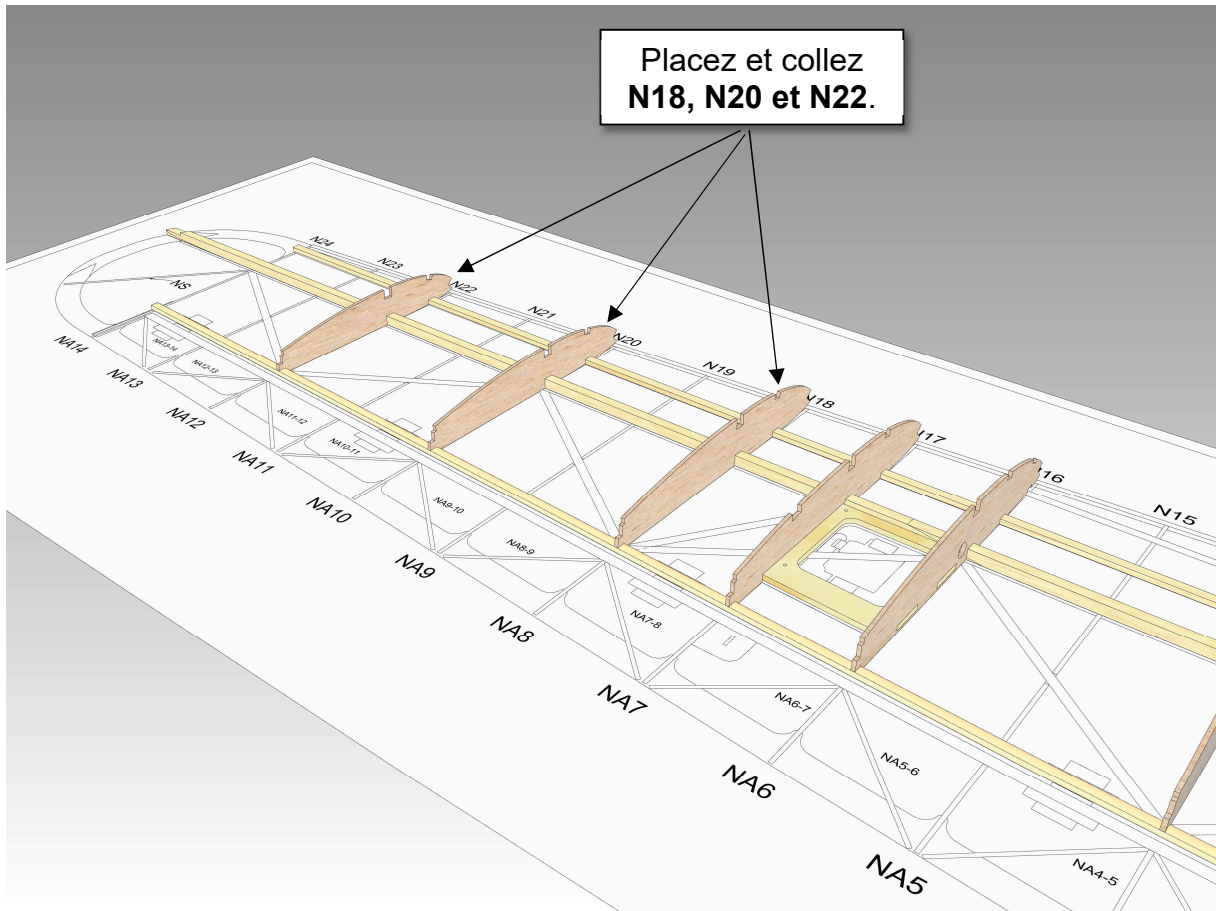 Placez et collez
N18, N20 et N22.
N24
N23
N22
N21
N20
N19
N18
N17
16
N15
NS
NA14
NA13
NA12
NA11
NA10
NA9
NA8
NA7
NA6
NA5
NA13-14
NA12-13
NA11-12
NA10-11
NA9-10
NA8-9
NA7-8
NA6-7
NA5-6
NA4-5